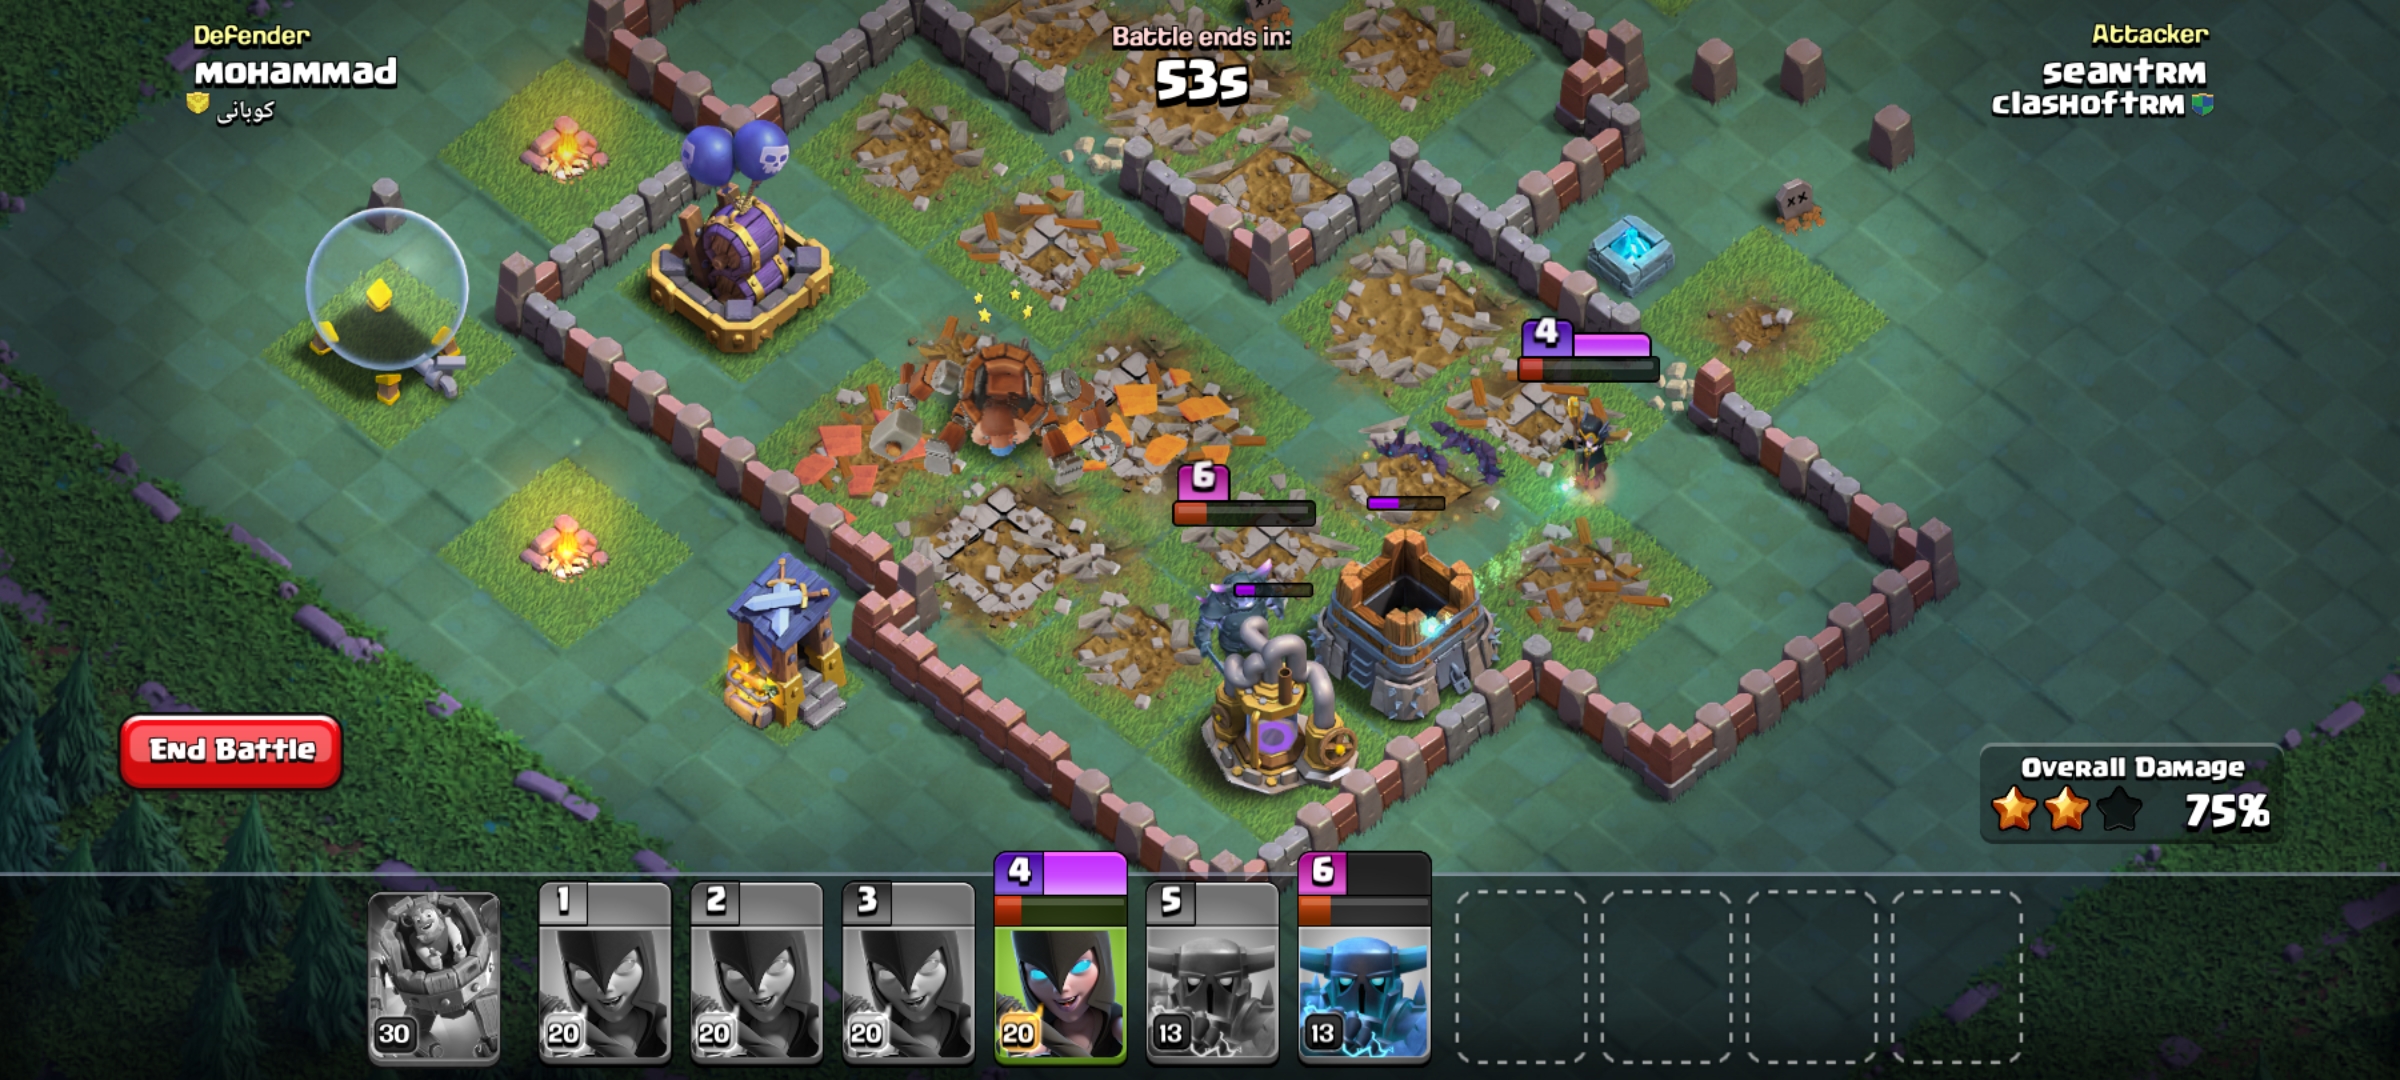 Defender
mohammad
كوباني
Battle ends in:
53s
Attacker
seantrm
clashoftrm
4
6
End Battle
Overall Damage
75%
4
6
1
2
3
5
30
20
20
20
20
13
13